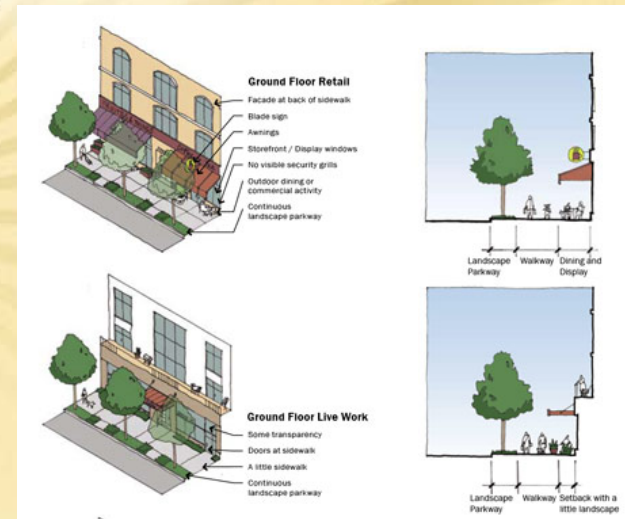 Ground Floor Retail
Facade at back of sidewalk
Blade sign
Awnings
Storefront / Display windows
No visible security grills
Outdoor dining or
commercial activity
Continuous
landscape parkway
Landscape
Parkway
Walkway
Dining and
Display
Ground Floor Live Work
Some transparency
Doors at sidewalk
A little sidewalk
Continuous
landscape parkway
Landscape
Parkway
Walkway
Setback with a
little landscape